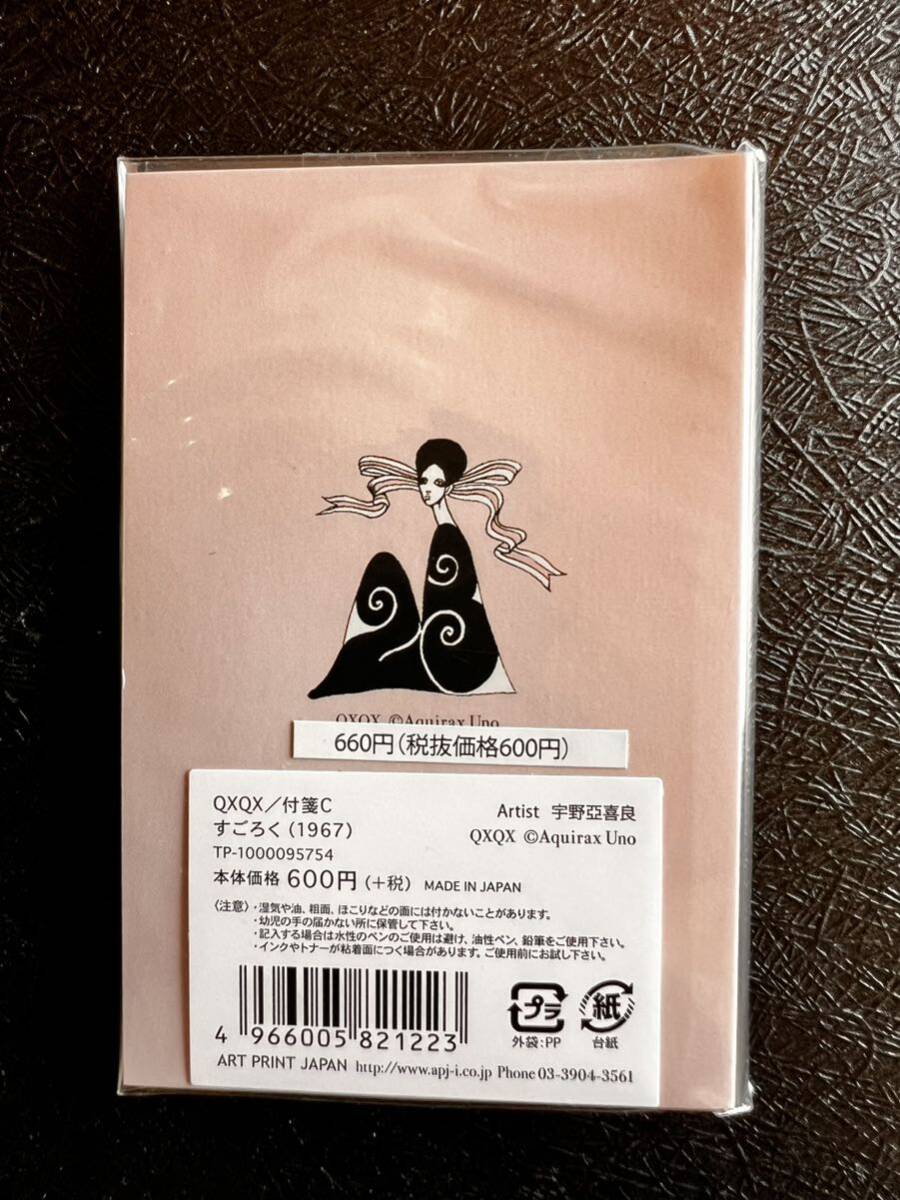 QXQX ©Aquirax Uno
660円(税抜価格600円)
QXQX／付箋C
すごろく(1967)
TP-1000095754
本体価格 600円 (+税) MADE IN JAPAN
Artist 宇野亞喜良
QXQX ©Aquirax Uno
〈注意〉・湿気や油、粗面、ほこりなどの面には付かないことがあります。
・幼児の手の届かない所に保管して下さい。
・記入する場合は水性のペンのご使用は避け、油性ペン、鉛筆をご使用下さい。
・インクやトナーが粘着面につく場合があります。ご使用前にお試し下さい。
4 966005 821223
プラ
外袋:PP
紙
台紙
ART PRINT JAPAN http://www.apj-i.co.jp Phone 03-3904-3561